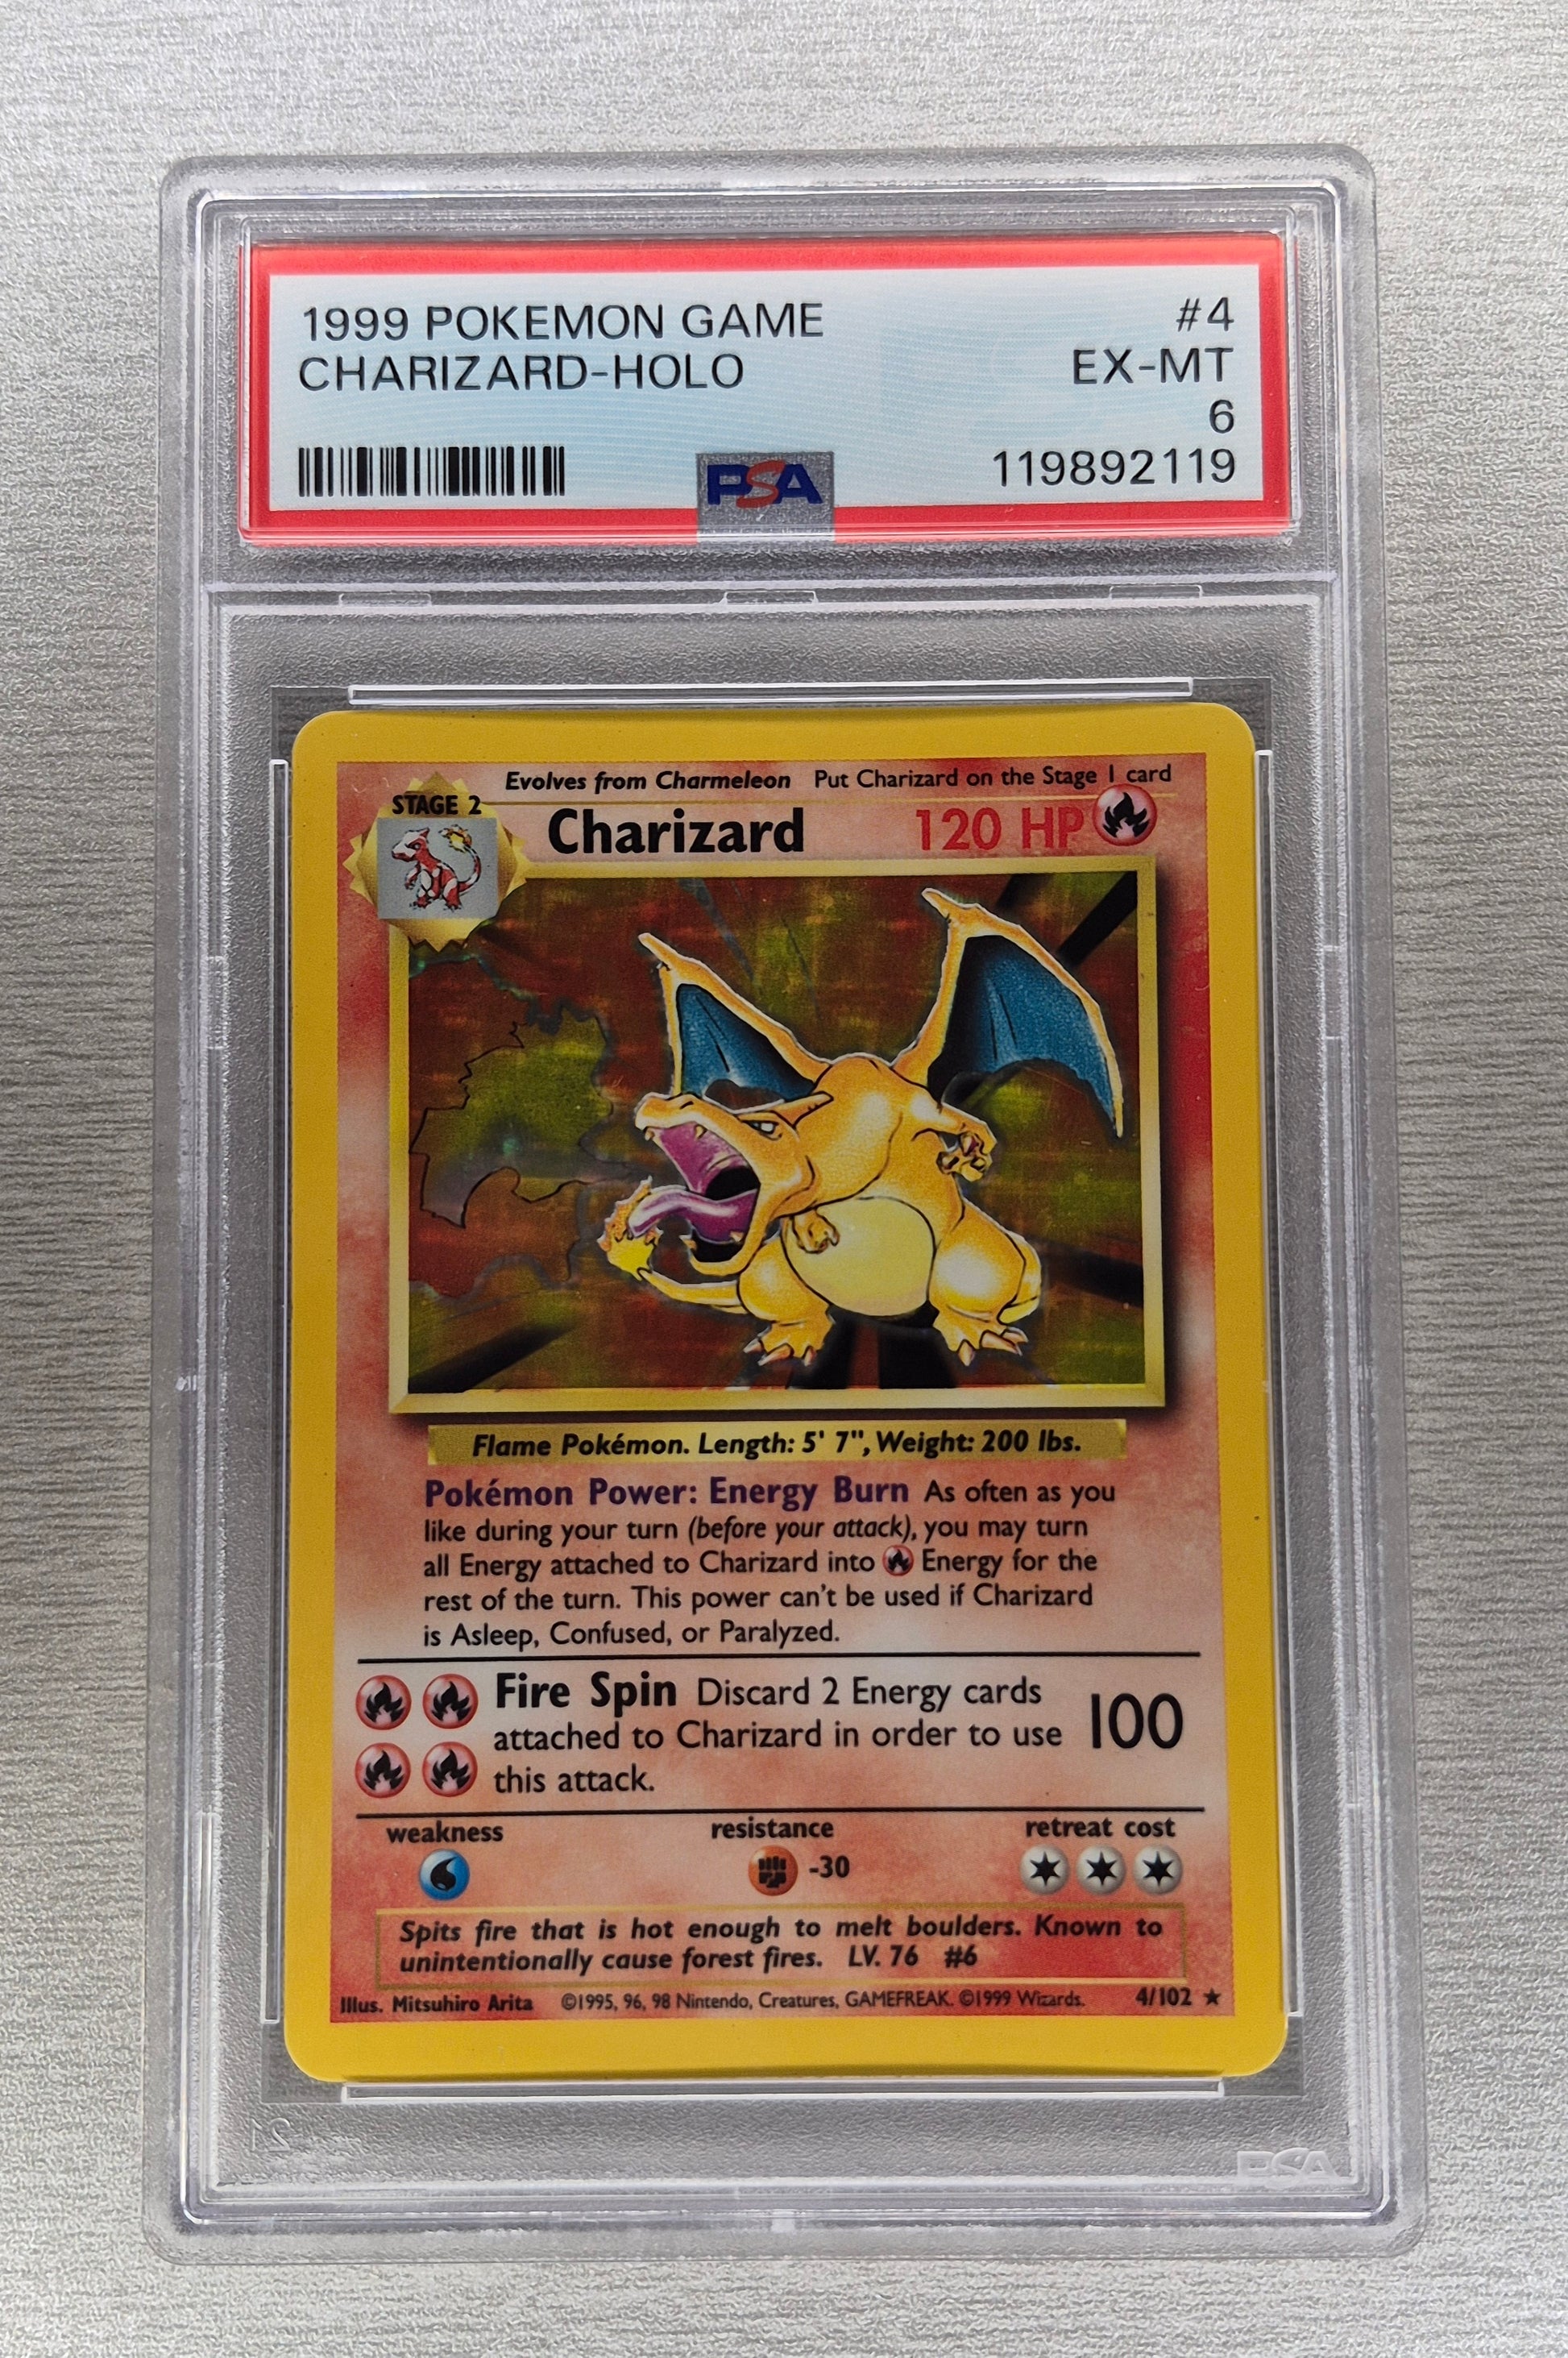 1999 POKEMON GAME #4
CHARIZARD-HOLO EX-MT
6
PSA 119892119
Evolves from Charmeleon Put Charizard on the Stage 1 card
STAGE 2
Charizard 120 HP
Flame Pokémon. Length: 5' 7", Weight: 200 lbs.
Pokémon Power: Energy Burn As often as you
like during your turn (before your attack), you may turn
all Energy attached to Charizard into Energy for the
rest of the turn. This power can't be used if Charizard
is Asleep, Confused, or Paralyzed.
Fire Spin Discard 2 Energy cards
attached to Charizard in order to use 100
this attack.
weakness resistance retreat cost
-30
Spits fire that is hot enough to melt boulders. Known to
unintentionally cause forest fires. LV. 76 #6
Illus. Mitsuhiro Arita ©1995, 96, 98 Nintendo, Creatures, GAMEFREAK. ©1999 Wizards. 4/102 ★
PSA